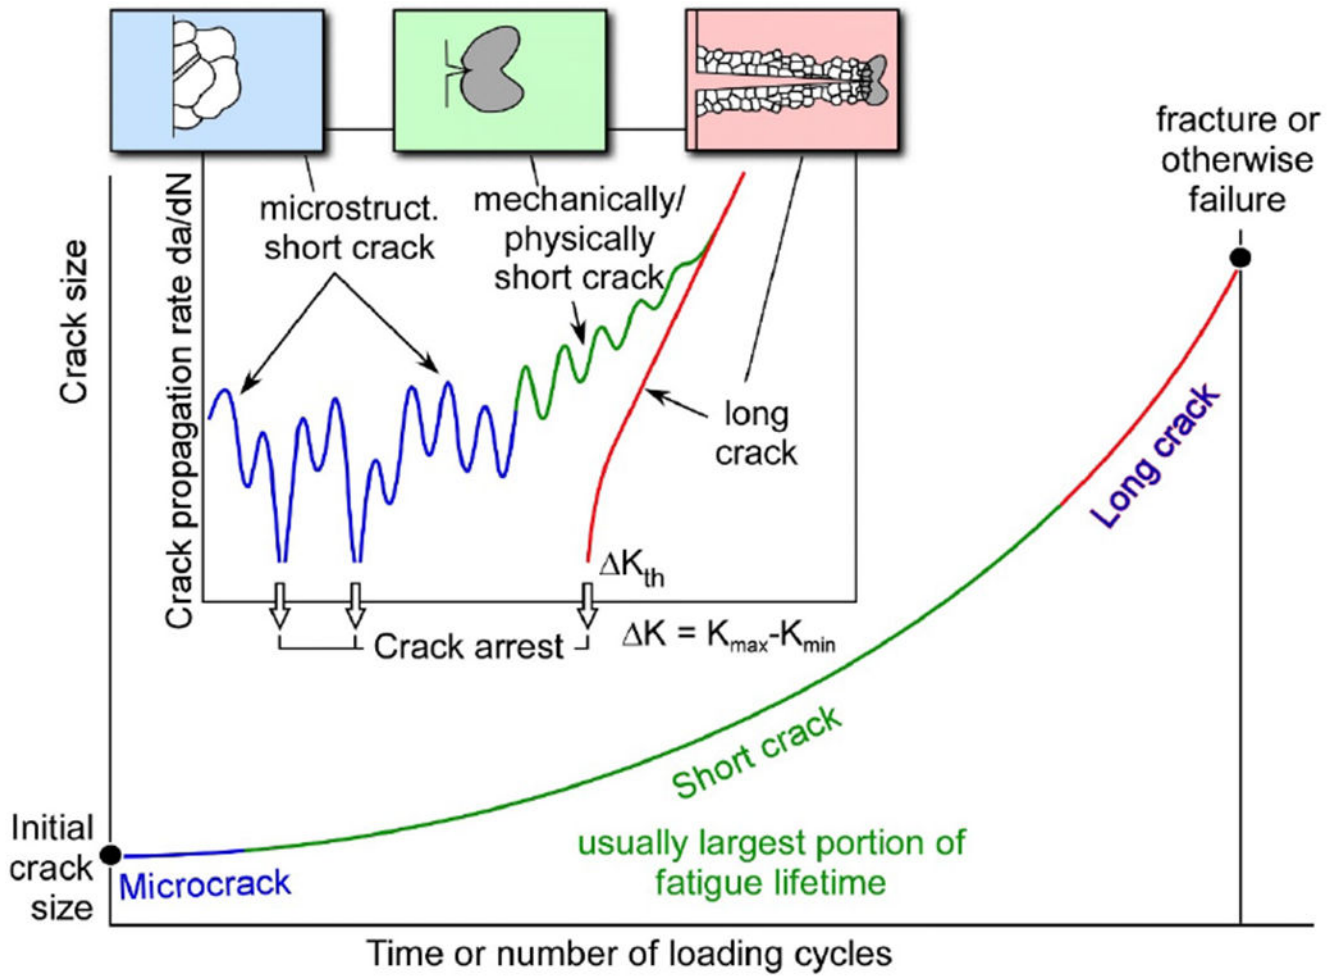 fracture or
otherwise
failure
Crack size
Crack propagation rate da/dN
microstruct.
short crack
mechanically/
physically
short crack
long
crack
Long crack
ΔK_th
Crack arrest
ΔK = K_max-K_min
Short crack
usually largest portion of
fatigue lifetime
Initial
crack
size
Microcrack
Time or number of loading cycles